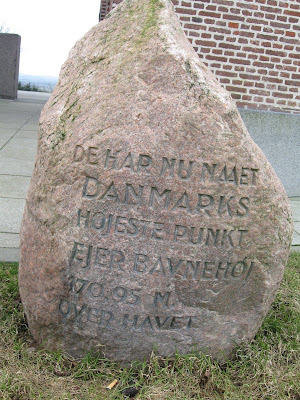 DE HAR NU NAAET
DANMARKS
HØJESTE PUNKT
EJER BAVNEHØJ
170.95 M.
OVER HAVET